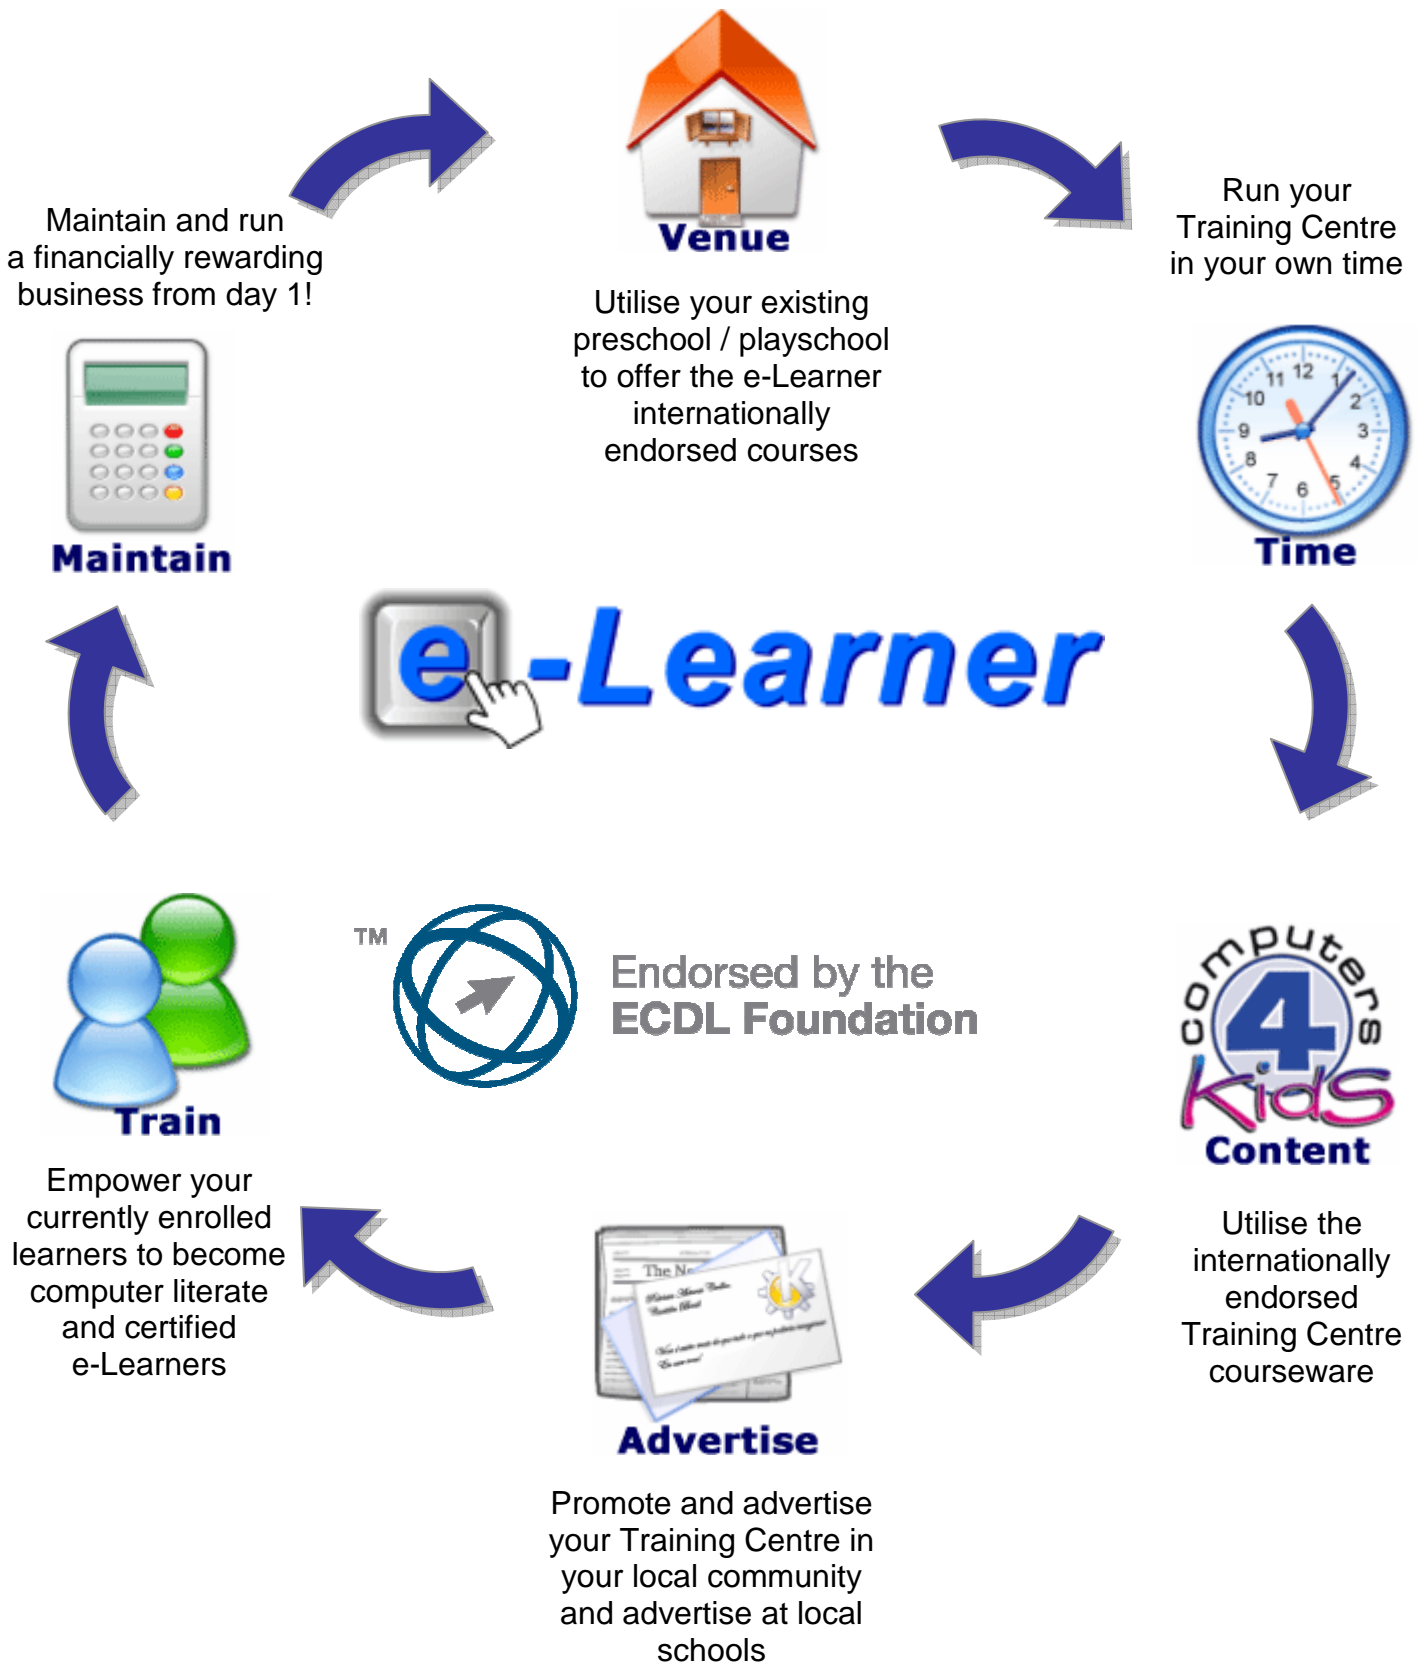 Venue
Utilise your existing
preschool / playschool
to offer the e-Learner
internationally
endorsed courses
Run your
Training Centre
in your own time
11 12 1
10 2
9 3
8 4
7 6 5
Time
Maintain and run
a financially rewarding
business from day 1!
Maintain
e-Learner
TM
Endorsed by the
ECDL Foundation
computers
4
Kids
Content
Utilise the
internationally
endorsed
Training Centre
courseware
The N
K
Advertise
Promote and advertise
your Training Centre in
your local community
and advertise at local
schools
Train
Empower your
currently enrolled
learners to become
computer literate
and certified
e-Learners